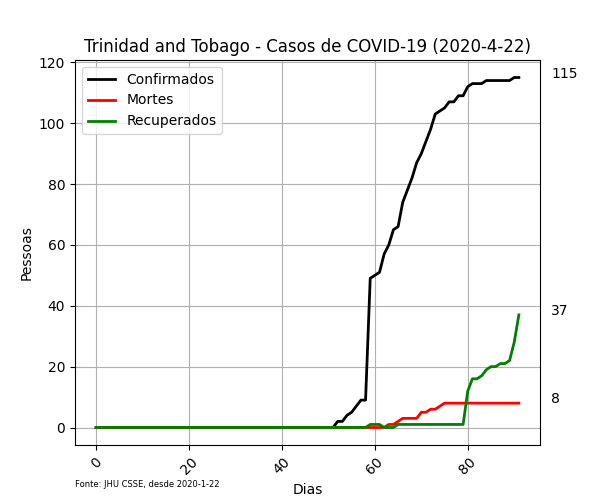 Trinidad and Tobago - Casos de COVID-19 (2020-4-22)
Confirmados
Mortes
Recuperados
120
100
80
60
40
20
0
Pessoas
115
37
8
0
20
40
60
80
Dias
Fonte: JHU CSSE, desde 2020-1-22